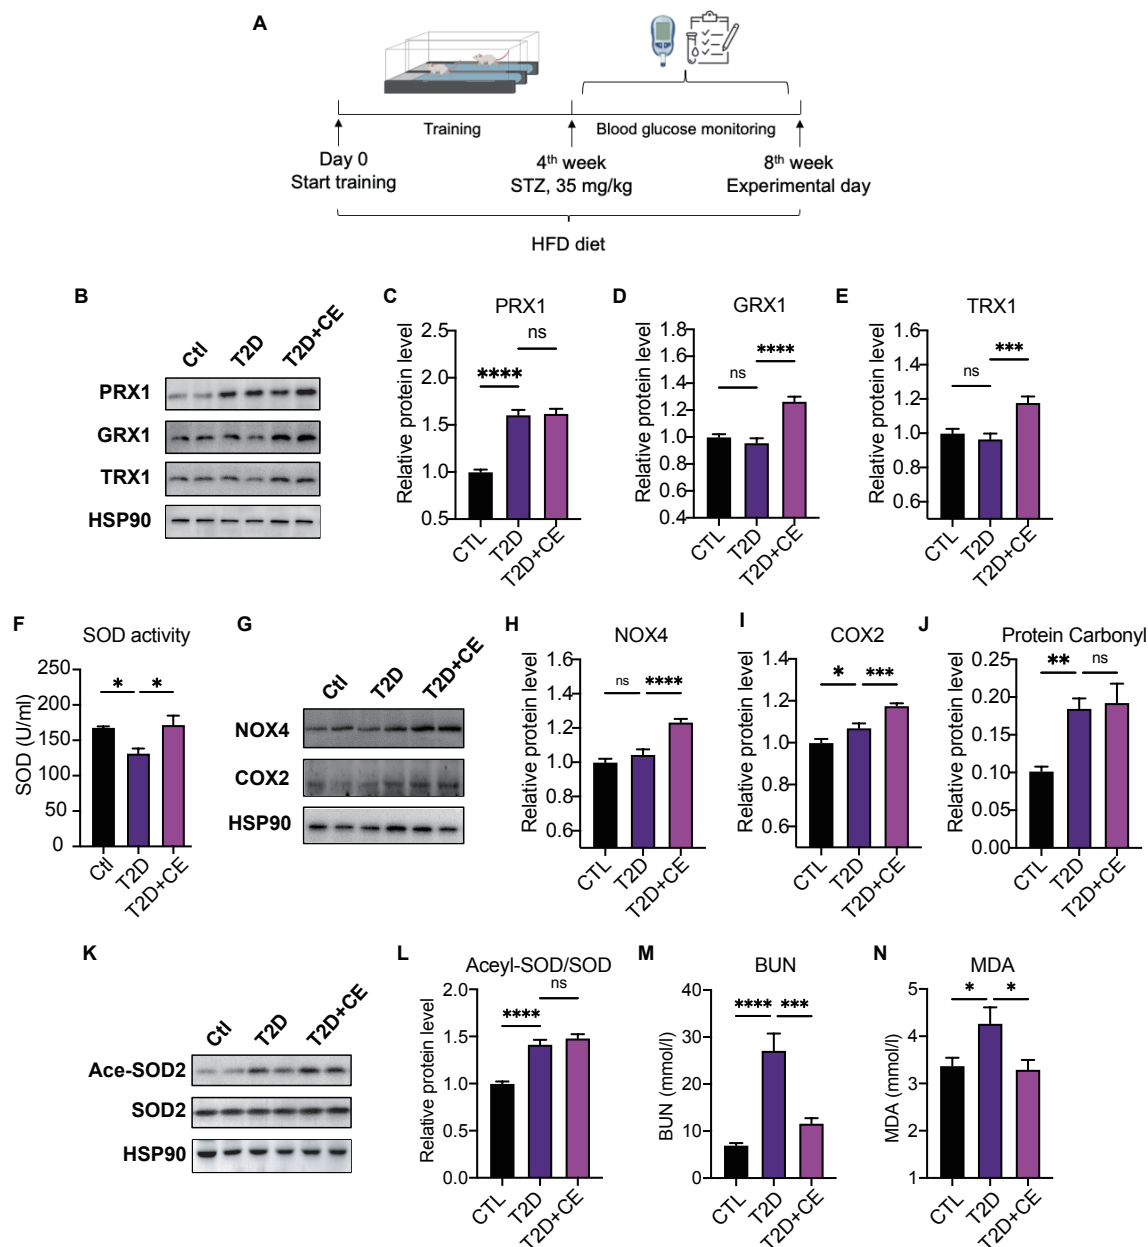 A
Training
Blood glucose monitoring
Day 0
Start training
4th week
STZ, 35 mg/kg
8th week
Experimental day
HFD diet
B
Ctl
T2D
T2D+CE
PRX1
GRX1
TRX1
HSP90
C
PRX1
Relative protein level
2.5
2.0
1.5
1.0
0.5
****
ns
CTL
T2D
T2D+CE
D
GRX1
Relative protein level
1.8
1.6
1.4
1.2
1.0
0.8
0.6
0.4
ns
****
CTL
T2D
T2D+CE
E
TRX1
Relative protein level
1.6
1.4
1.2
1.0
0.8
0.6
ns
***
CTL
T2D
T2D+CE
F
SOD activity
SOD (U/ml)
250
200
150
100
50
0
*
*
Ctl
T2D
T2D+CE
G
Ctl
T2D
T2D+CE
NOX4
COX2
HSP90
H
NOX4
Relative protein level
1.6
1.4
1.2
1.0
0.8
0.6
ns
****
CTL
T2D
T2D+CE
I
COX2
Relative protein level
1.4
1.2
1.0
0.8
0.6
*
***
CTL
T2D
T2D+CE
J
Protein Carbonyl
Relative protein level
0.25
0.20
0.15
0.10
0.05
0.00
**
ns
CTL
T2D
T2D+CE
K
Ctl
T2D
T2D+CE
Ace-SOD2
SOD2
HSP90
L
Aceyl-SOD/SOD
Relative protein level
2.0
1.5
1.0
0.5
0.0
****
ns
CTL
T2D
T2D+CE
M
BUN
BUN (mmol/l)
40
30
20
10
0
****
***
CTL
T2D
T2D+CE
N
MDA
MDA (mmol/l)
5
4
3
2
1
*
*
CTL
T2D
T2D+CE